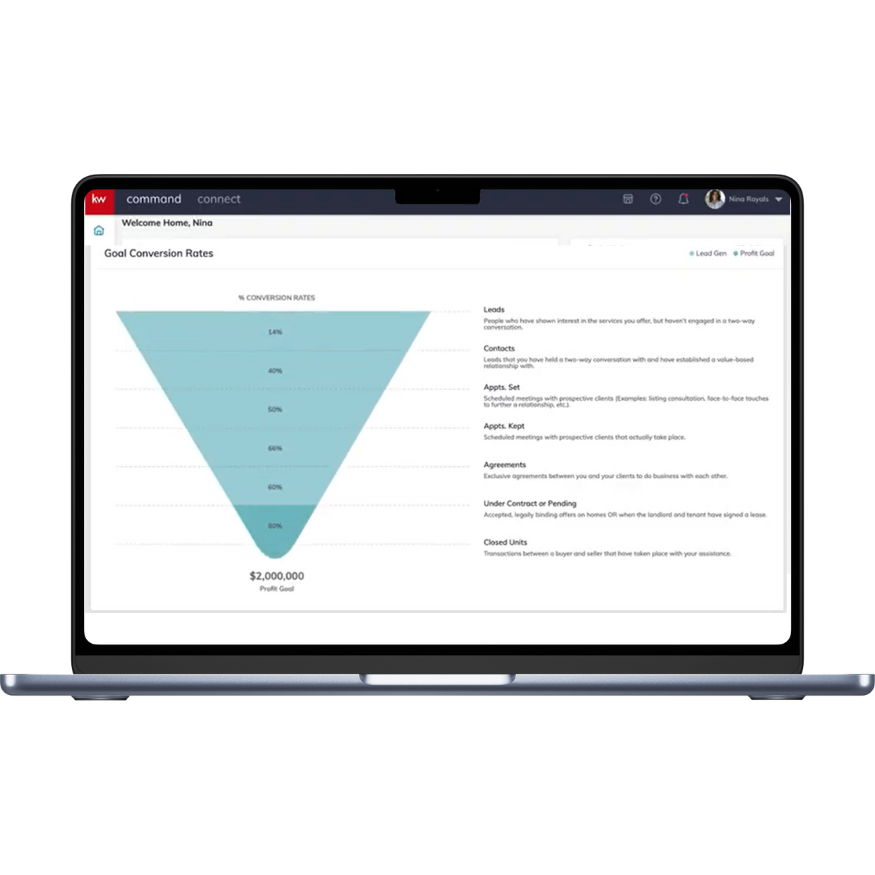 kw command connect Nina Royals
Welcome Home, Nina
Goal Conversion Rates
Lead Gen Profit Goal
% CONVERSION RATES
14%
40%
50%
66%
60%
80%
$2,000,000
Profit Goal
Leads
People who have shown interest in the services you offer, but haven't engaged in a two-way
conversation.
Contacts
Leads that you have held a two-way conversation with and have established a value-based
relationship with.
Appts. Set
Scheduled meetings with prospective clients (Examples: listing consultation, face-to-face touches
to further a relationship, etc.).
Appts. Kept
Scheduled meetings with prospective clients that actually take place.
Agreements
Exclusive agreements between you and your clients to do business with each other.
Under Contract or Pending
Accepted, legally binding offers on homes OR when the landlord and tenant have signed a lease.
Closed Units
Transactions between a buyer and seller that have taken place with your assistance.